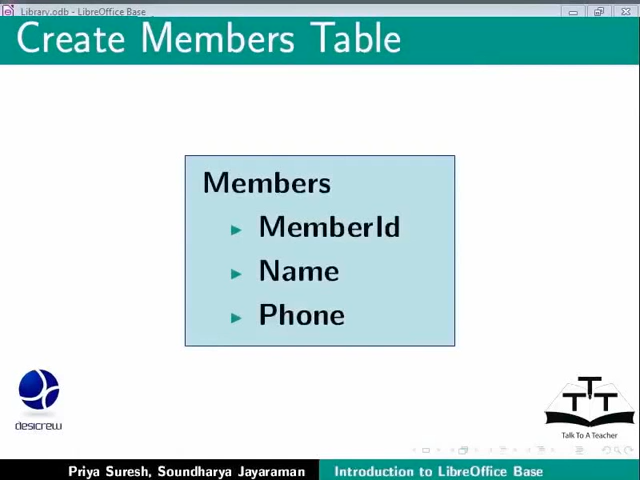 Library.odb - LibreOffice Base
Create Members Table
Members
MemberId
Name
Phone
desicrew
TTT
Talk To A Teacher
Priya Suresh, Soundharya Jayaraman
Introduction to LibreOffice Base